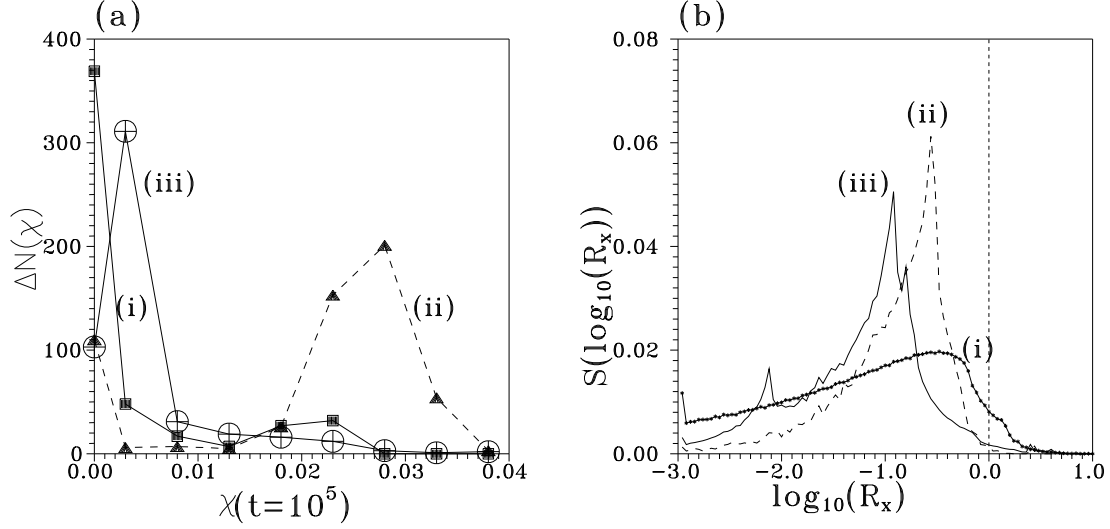 (a)
400
300
200
100
0
ΔN(χ)
(iii)
(i)
(ii)
0.00 0.01 0.02 0.03 0.04
χ(t=10⁵)
(b)
0.08
0.06
0.04
0.02
0.00
S(log₁₀(Rₓ))
(ii)
(iii)
(i)
−3.0 −2.0 −1.0 0.0 1.0
log₁₀(Rₓ)